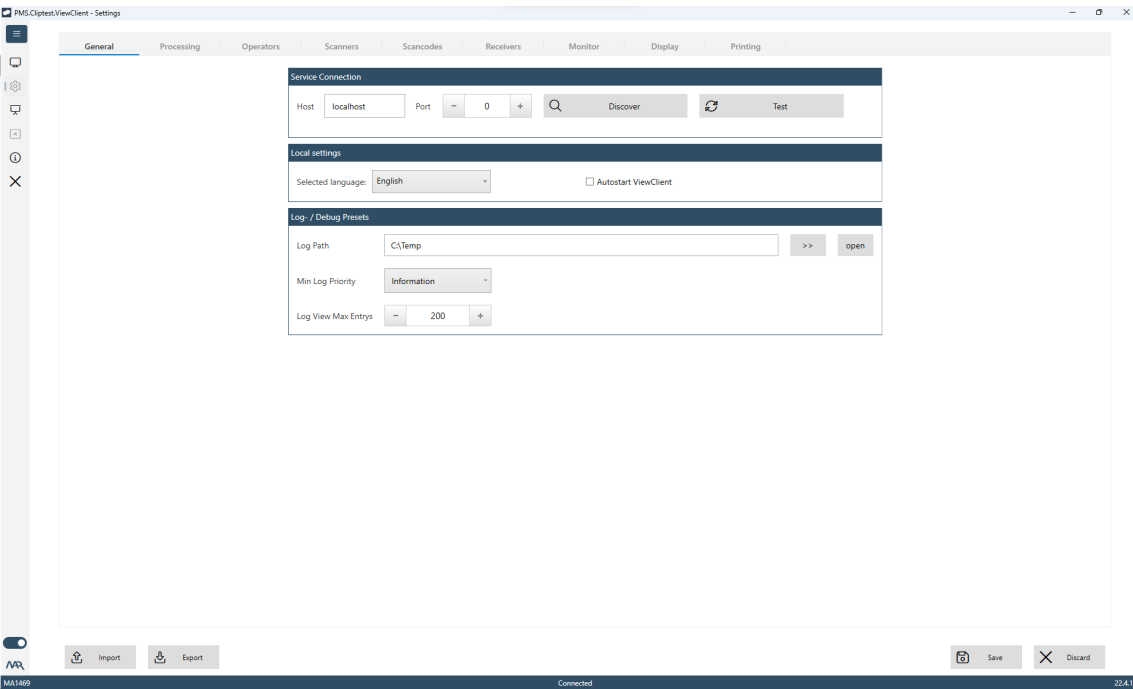 PMS.Cliptest.ViewClient - Settings
General Processing Operators Scanners Scancodes Receivers Monitor Display Printing
Service Connection
Host localhost Port - 0 + Discover Test
Local settings
Selected language: English Autostart ViewClient
Log- / Debug Presets
Log Path C:\Temp >> open
Min Log Priority Information
Log View Max Entrys - 200 +
Import Export Save Discard
MAR
MA1469 Connected 22.4.1